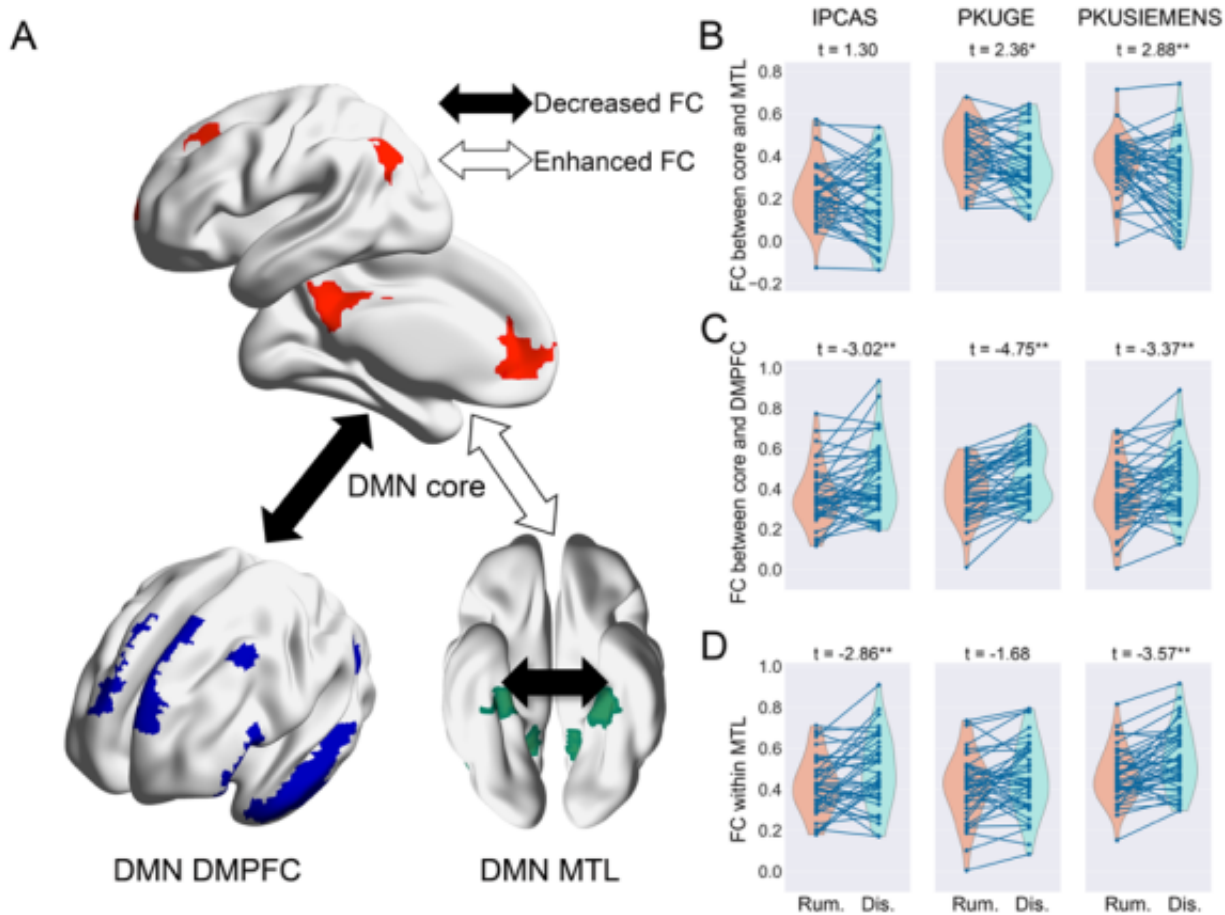 A
Decreased FC
Enhanced FC
DMN core
DMN DMPFC
DMN MTL
IPCAS PKUGE PKUSIEMENS
B
t = 1.30 t = 2.36* t = 2.88**
FC between core and MTL
0.8
0.6
0.4
0.2
0.0
−0.2
C
t = -3.02** t = -4.75** t = -3.37**
FC between core and DMPFC
1.0
0.8
0.6
0.4
0.2
0.0
D
t = -2.86** t = -1.68 t = -3.57**
FC within MTL
1.0
0.8
0.6
0.4
0.2
0.0
Rum. Dis. Rum. Dis. Rum. Dis.